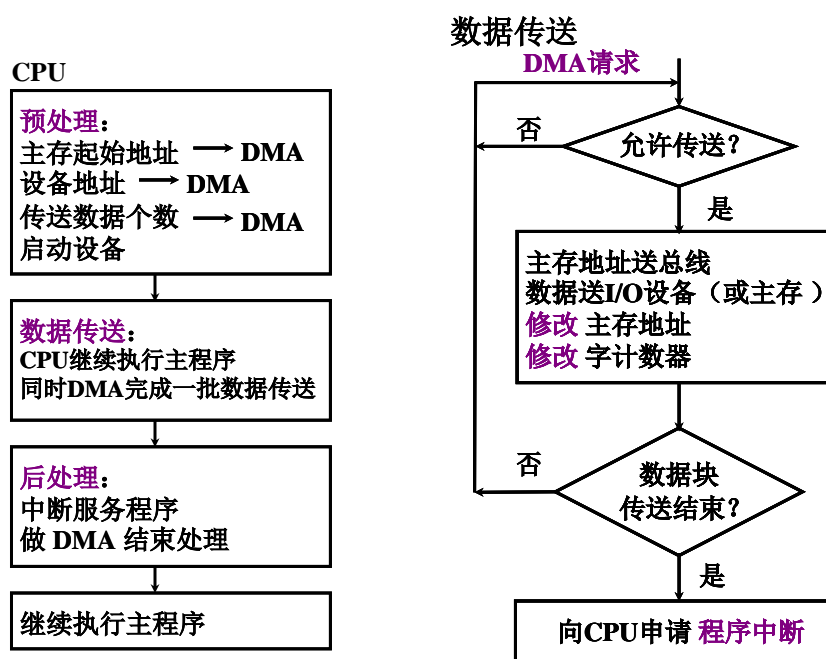 CPU
预处理：
主存起始地址 → DMA
设备地址 → DMA
传送数据个数 → DMA
启动设备
数据传送：
CPU继续执行主程序
同时DMA完成一批数据传送
后处理：
中断服务程序
做 DMA 结束处理
继续执行主程序
数据传送
DMA请求
否
允许传送？
是
主存地址送总线
数据送I/O设备（或主存 ）
修改 主存地址
修改 字计数器
否
数据块
传送结束？
是
向CPU申请 程序中断